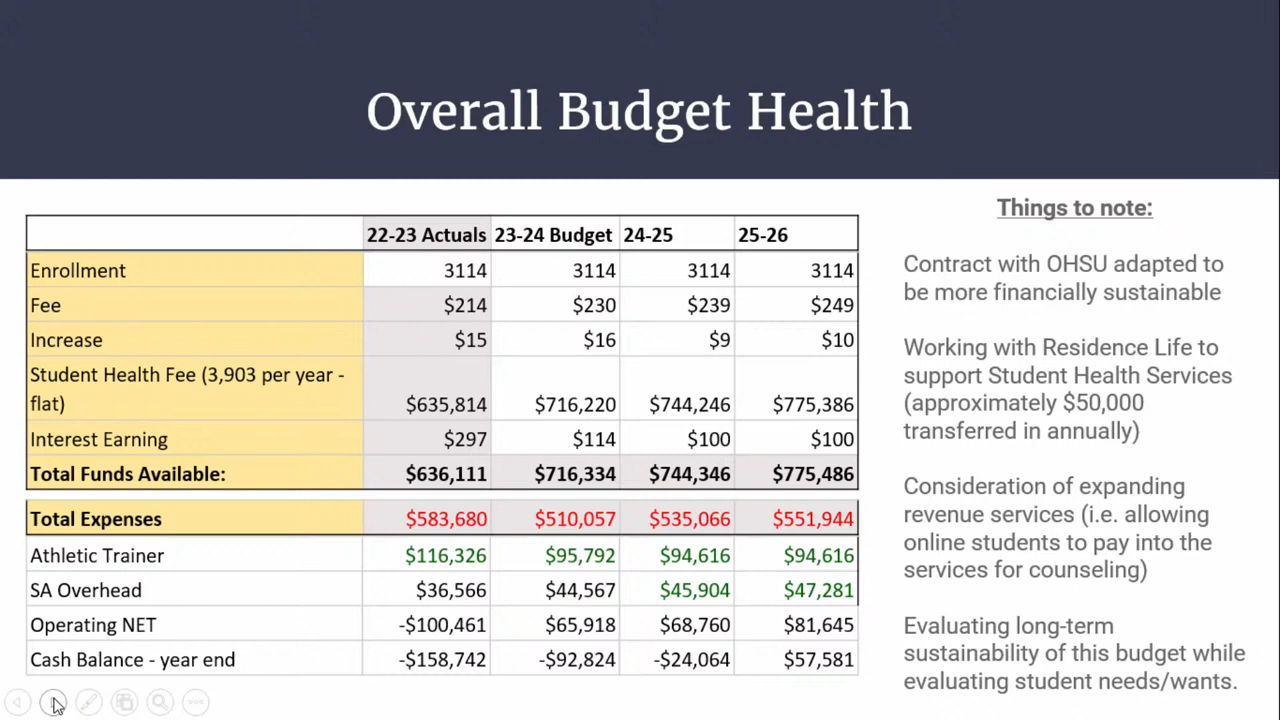 Overall Budget Health
22-23 Actuals 23-24 Budget 24-25 25-26
Enrollment 3114 3114 3114 3114
Fee $214 $230 $239 $249
Increase $15 $16 $9 $10
Student Health Fee (3,903 per year -
flat) $635,814 $716,220 $744,246 $775,386
Interest Earning $297 $114 $100 $100
Total Funds Available: $636,111 $716,334 $744,346 $775,486
Total Expenses $583,680 $510,057 $535,066 $551,944
Athletic Trainer $116,326 $95,792 $94,616 $94,616
SA Overhead $36,566 $44,567 $45,904 $47,281
Operating NET -$100,461 $65,918 $68,760 $81,645
Cash Balance - year end -$158,742 -$92,824 -$24,064 $57,581
Things to note:
Contract with OHSU adapted to
be more financially sustainable
Working with Residence Life to
support Student Health Services
(approximately $50,000
transferred in annually)
Consideration of expanding
revenue services (i.e. allowing
online students to pay into the
services for counseling)
Evaluating long-term
sustainability of this budget while
evaluating student needs/wants.